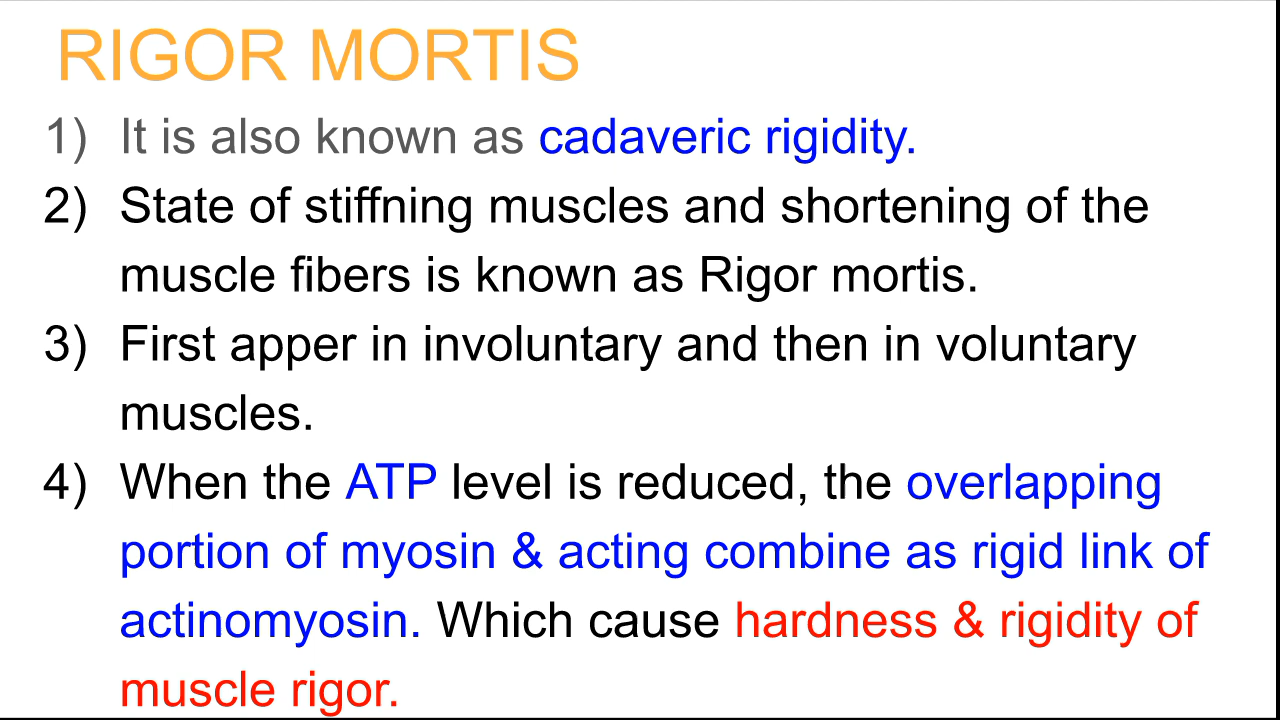 RIGOR MORTIS
1) It is also known as cadaveric rigidity.
2) State of stiffning muscles and shortening of the
muscle fibers is known as Rigor mortis.
3) First apper in involuntary and then in voluntary
muscles.
4) When the ATP level is reduced, the overlapping
portion of myosin & acting combine as rigid link of
actinomyosin. Which cause hardness & rigidity of
muscle rigor.